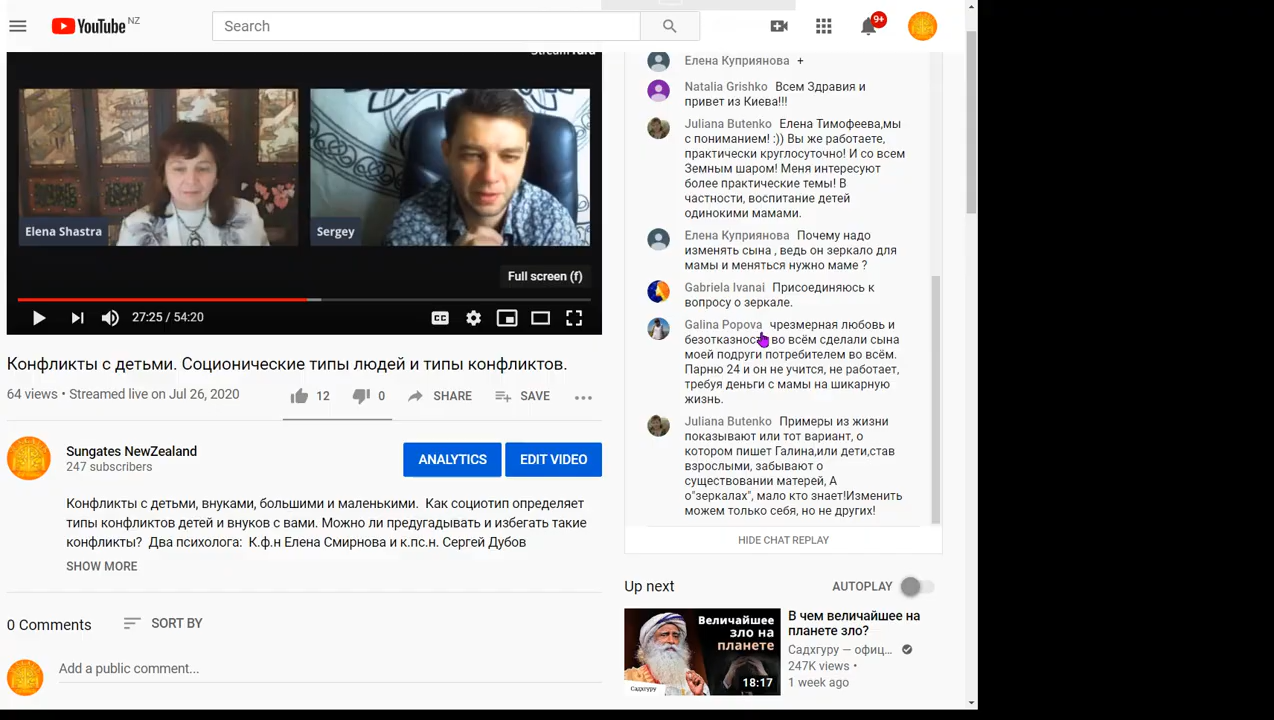 YouTube NZ
Search
9+
Elena Shastra
Sergey
Full screen (f)
27:25 / 54:20
Конфликты с детьми. Соционические типы людей и типы конфликтов.
64 views • Streamed live on Jul 26, 2020
12
0
SHARE
SAVE
Sungates NewZealand
247 subscribers
ANALYTICS
EDIT VIDEO
Конфликты с детьми, внуками, большими и маленькими. Как социотип определяет
типы конфликтов детей и внуков с вами. Можно ли предугадывать и избегать такие
конфликты? Два психолога: К.ф.н Елена Смирнова и к.пс.н. Сергей Дубов
SHOW MORE
0 Comments
SORT BY
Add a public comment...
Елена Куприянова +
Natalia Grishko Всем Здравия и
привет из Киева!!!
Juliana Butenko Елена Тимофеева,мы
с пониманием! :)) Вы же работаете,
практически круглосуточно! И со всем
Земным шаром! Меня интересуют
более практические темы! В
частности, воспитание детей
одинокими мамами.
Елена Куприянова Почему надо
изменять сына , ведь он зеркало для
мамы и меняться нужно маме ?
Gabriela Ivanai Присоединяюсь к
вопросу о зеркале.
Galina Popova чрезмерная любовь и
безотказность во всём сделали сына
моей подруги потребителем во всём.
Парню 24 и он не учится, не работает,
требуя деньги с мамы на шикарную
жизнь.
Juliana Butenko Примеры из жизни
показывают или тот вариант, о
котором пишет Галина,или дети,став
взрослыми, забывают о
существовании матерей, А
о"зеркалах", мало кто знает!Изменить
можем только себя, но не других!
HIDE CHAT REPLAY
Up next
AUTOPLAY
Величайшее
зло на
планете
Садхгуру
18:17
В чем величайшее на
планете зло?
Садхгуру — офиц...
247K views •
1 week ago